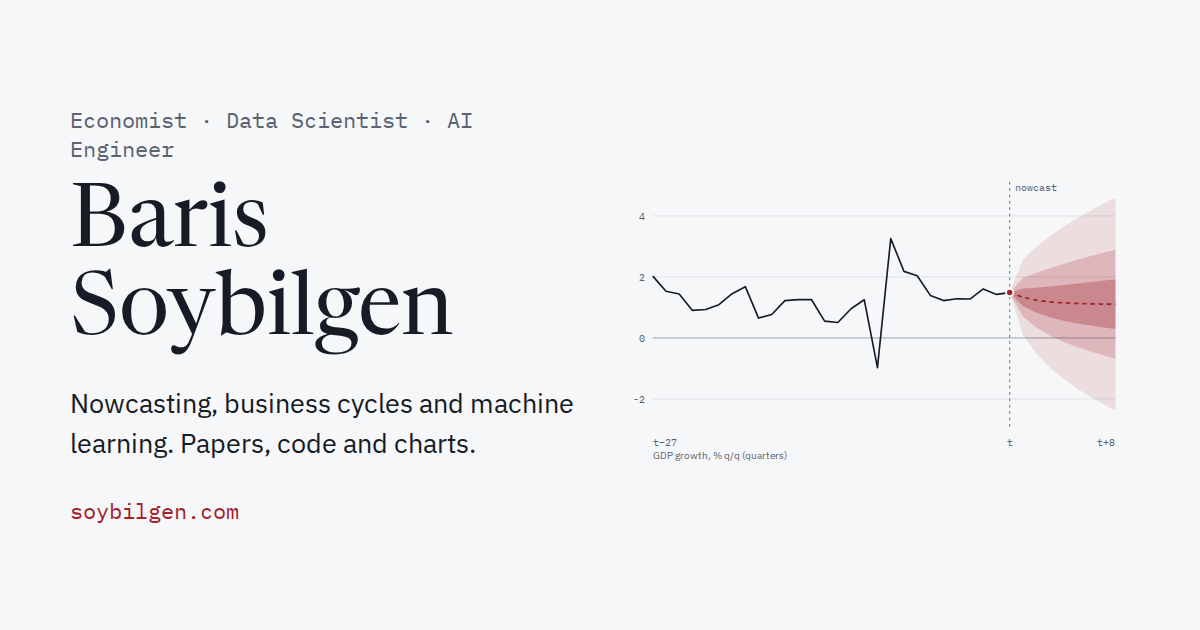 Economist · Data Scientist · AI
Engineer
Baris
Soybilgen
Nowcasting, business cycles and machine
learning. Papers, code and charts.
soybilgen.com
nowcast
4
2
0
-2
t−27
t
t+8
GDP growth, % q/q (quarters)